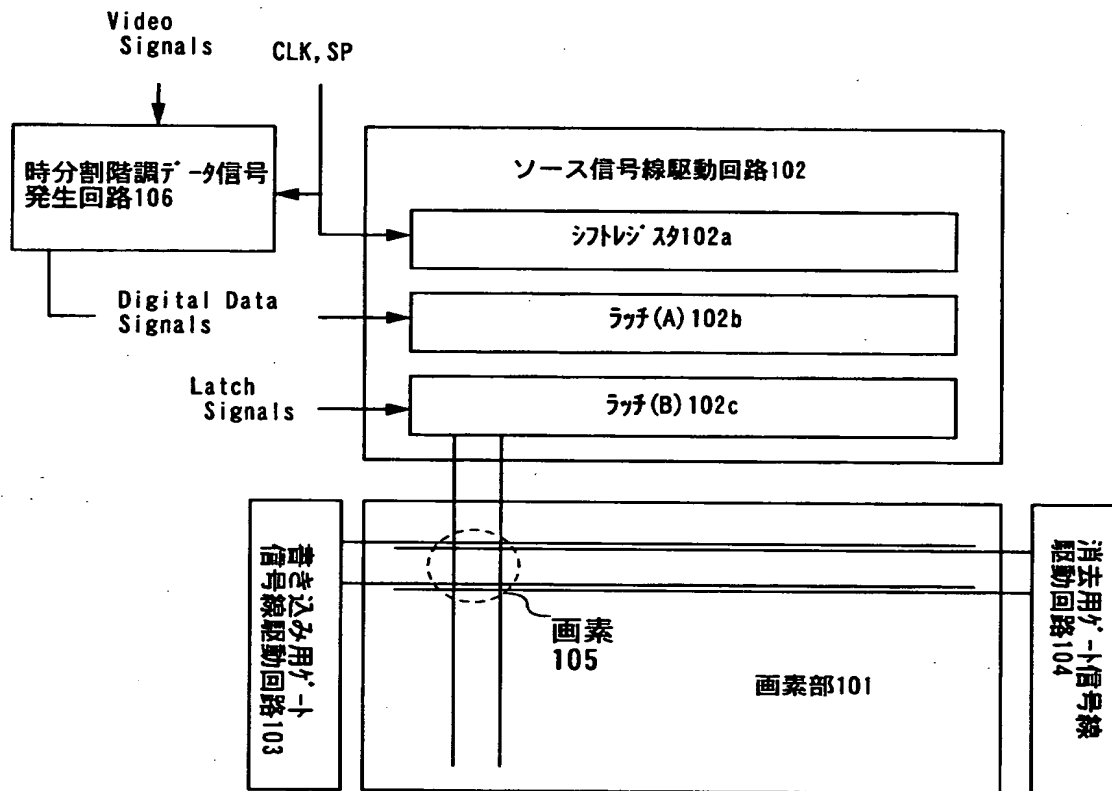 Video
Signals
CLK,SP
時分割階調ﾃﾞｰﾀ信号
発生回路106
ソース信号線駆動回路102
ｼﾌﾄﾚｼﾞｽﾀ102a
Digital Data
Signals
ﾗｯﾁ(A)102b
Latch
Signals
ﾗｯﾁ(B)102c
書き込み用ｹﾞｰﾄ
信号線駆動回路103
消去用ｹﾞｰﾄ信号線
駆動回路104
画素
105
画素部101